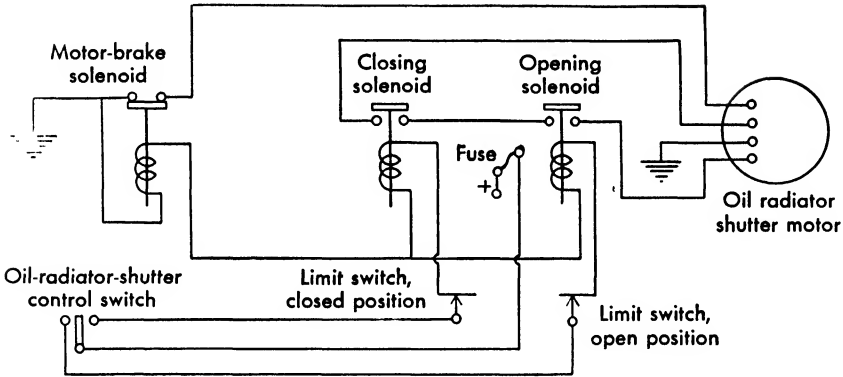 Motor-brake
solenoid
Closing
solenoid
Opening
solenoid
Fuse
+
Oil radiator
shutter motor
Oil-radiator-shutter
control switch
Limit switch,
closed position
Limit switch,
open position